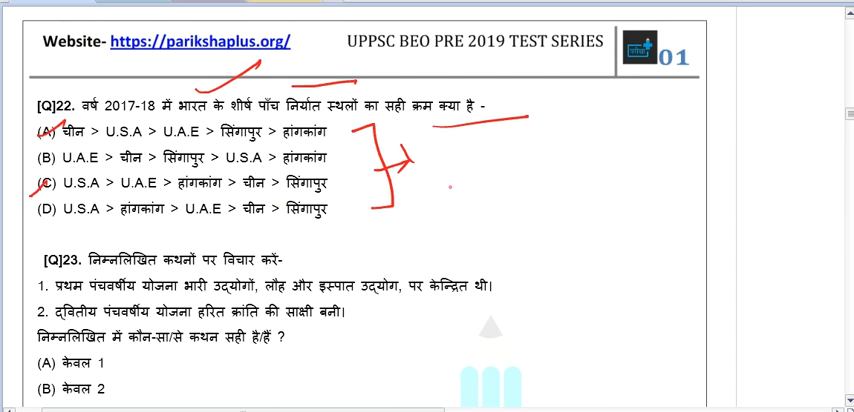 Website- https://parikshaplus.org/ UPPSC BEO PRE 2019 TEST SERIES 01
[Q]22. वर्ष 2017-18 में भारत के शीर्ष पाँच निर्यात स्थलों का सही क्रम क्या है -
(A) चीन > U.S.A > U.A.E > सिंगापुर > हांगकांग
(B) U.A.E > चीन > सिंगापुर > U.S.A > हांगकांग
(C) U.S.A > U.A.E > हांगकांग > चीन > सिंगापुर
(D) U.S.A > हांगकांग > U.A.E > चीन > सिंगापुर
[Q]23. निम्नलिखित कथनों पर विचार करें-
1. प्रथम पंचवर्षीय योजना भारी उद्योगों, लौह और इस्पात उद्योग, पर केन्द्रित थी।
2. द्वितीय पंचवर्षीय योजना हरित क्रांति की साक्षी बनी।
निम्नलिखित में कौन-सा/से कथन सही है/हैं ?
(A) केवल 1
(B) केवल 2